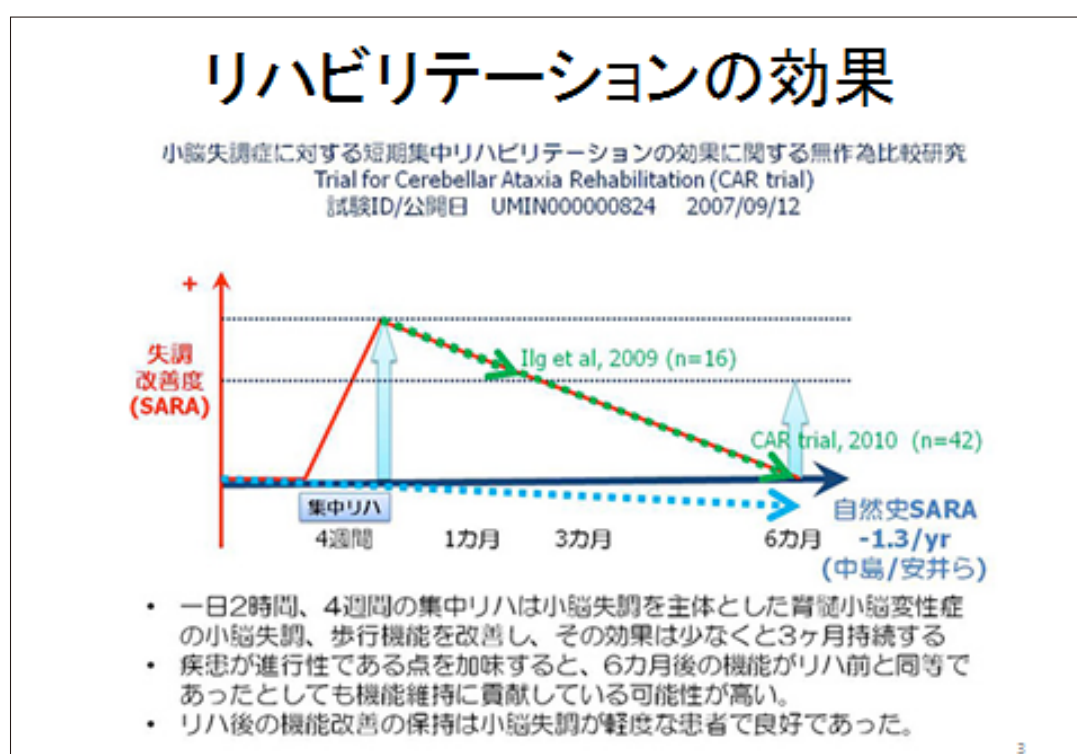 リハビリテーションの効果
小脳失調症に対する短期集中リハビリテーションの効果に関する無作為比較研究
Trial for Cerebellar Ataxia Rehabilitation (CAR trial)
試験ID/公開日 UMIN000000824 2007/09/12
+
失調
改善度
(SARA)
Ilg et al, 2009 (n=16)
CAR trial, 2010 (n=42)
集中リハ
4週間 1カ月 3カ月 6カ月
自然史SARA
-1.3/yr
(中島/安井ら)
• 一日2時間、4週間の集中リハは小脳失調を主体とした脊髄小脳変性症
の小脳失調、歩行機能を改善し、その効果は少なくと3ヶ月持続する
• 疾患が進行性である点を加味すると、6カ月後の機能がリハ前と同等で
あったとしても機能維持に貢献している可能性が高い。
• リハ後の機能改善の保持は小脳失調が軽度な患者で良好であった。
3